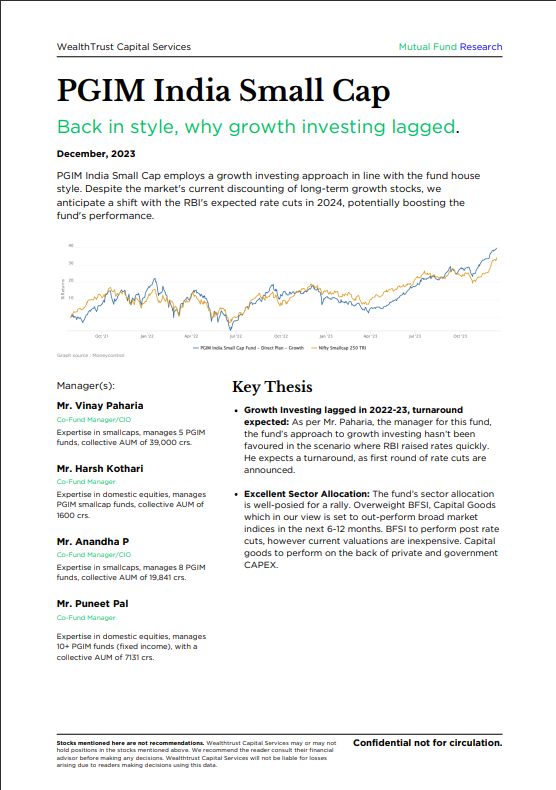 WealthTrust Capital Services
Mutual Fund Research
PGIM India Small Cap
Back in style, why growth investing lagged.
December, 2023
PGIM India Small Cap employs a growth investing approach in line with the fund house
style. Despite the market's current discounting of long-term growth stocks, we
anticipate a shift with the RBI's expected rate cuts in 2024, potentially boosting the
fund's performance.
40
30
20
10
% Returns
Oct '21
Jan '22
Apr '22
Jul '22
Oct '22
Jan '23
Apr '23
Jul '23
Oct '23
PGIM India Small Cap Fund – Direct Plan – Growth
Nifty Smallcap 250 TRI
Graph source : Moneycontrol
Manager(s):
Mr. Vinay Paharia
Co-Fund Manager/CIO
Expertise in smallcaps, manages 5 PGIM
funds, collective AUM of 39,000 crs.
Mr. Harsh Kothari
Co-Fund Manager
Expertise in domestic equities, manages
PGIM smallcap funds, collective AUM of
1600 crs.
Mr. Anandha P
Co-Fund Manager/CIO
Expertise in smallcaps, manages 8 PGIM
funds, collective AUM of 19,841 crs.
Mr. Puneet Pal
Co-Fund Manager
Expertise in domestic equities, manages
10+ PGIM funds (fixed income), with a
collective AUM of 7131 crs.
Key Thesis
• Growth Investing lagged in 2022-23, turnaround
expected: As per Mr. Paharia, the manager for this fund,
the fund's approach to growth investing hasn't been
favoured in the scenario where RBI raised rates quickly.
He expects a turnaround, as first round of rate cuts are
announced.
• Excellent Sector Allocation: The fund's sector allocation
is well-posied for a rally. Overweight BFSI, Capital Goods
which in our view is set to out-perform broad market
indices in the next 6-12 months. BFSI to perform post rate
cuts, however current valuations are inexpensive. Capital
goods to perform on the back of private and government
CAPEX.
Stocks mentioned here are not recommendations. Wealthtrust Capital Services may or may not
hold positions in the stocks mentioned above. We recommend the reader consult their financial
advisor before making any decisions. Wealthtrust Capital Services will not be liable for losses
arising due to readers making decisions using this data.
Confidential not for circulation.